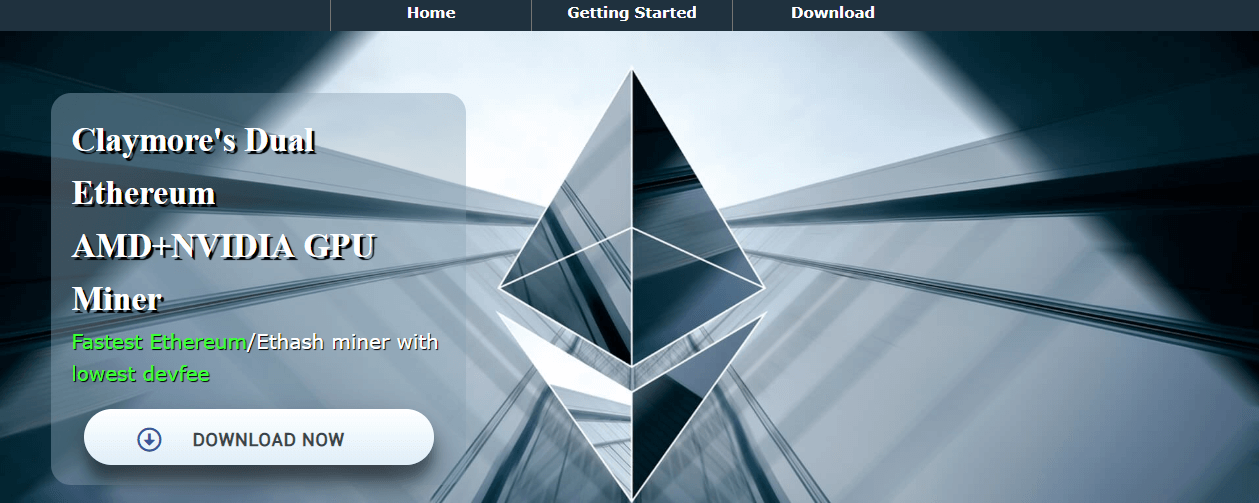 Home Getting Started Download
Claymore's Dual
Ethereum
AMD+NVIDIA GPU
Miner
Fastest Ethereum/Ethash miner with
lowest devfee
DOWNLOAD NOW